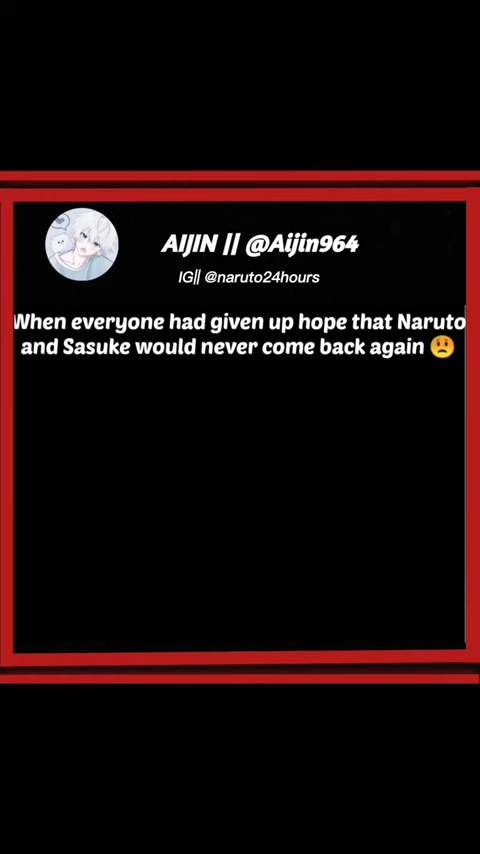 AIJIN || @Aijin964
IG|| @naruto24hours
When everyone had given up hope that Naruto
and Sasuke would never come back again 😟